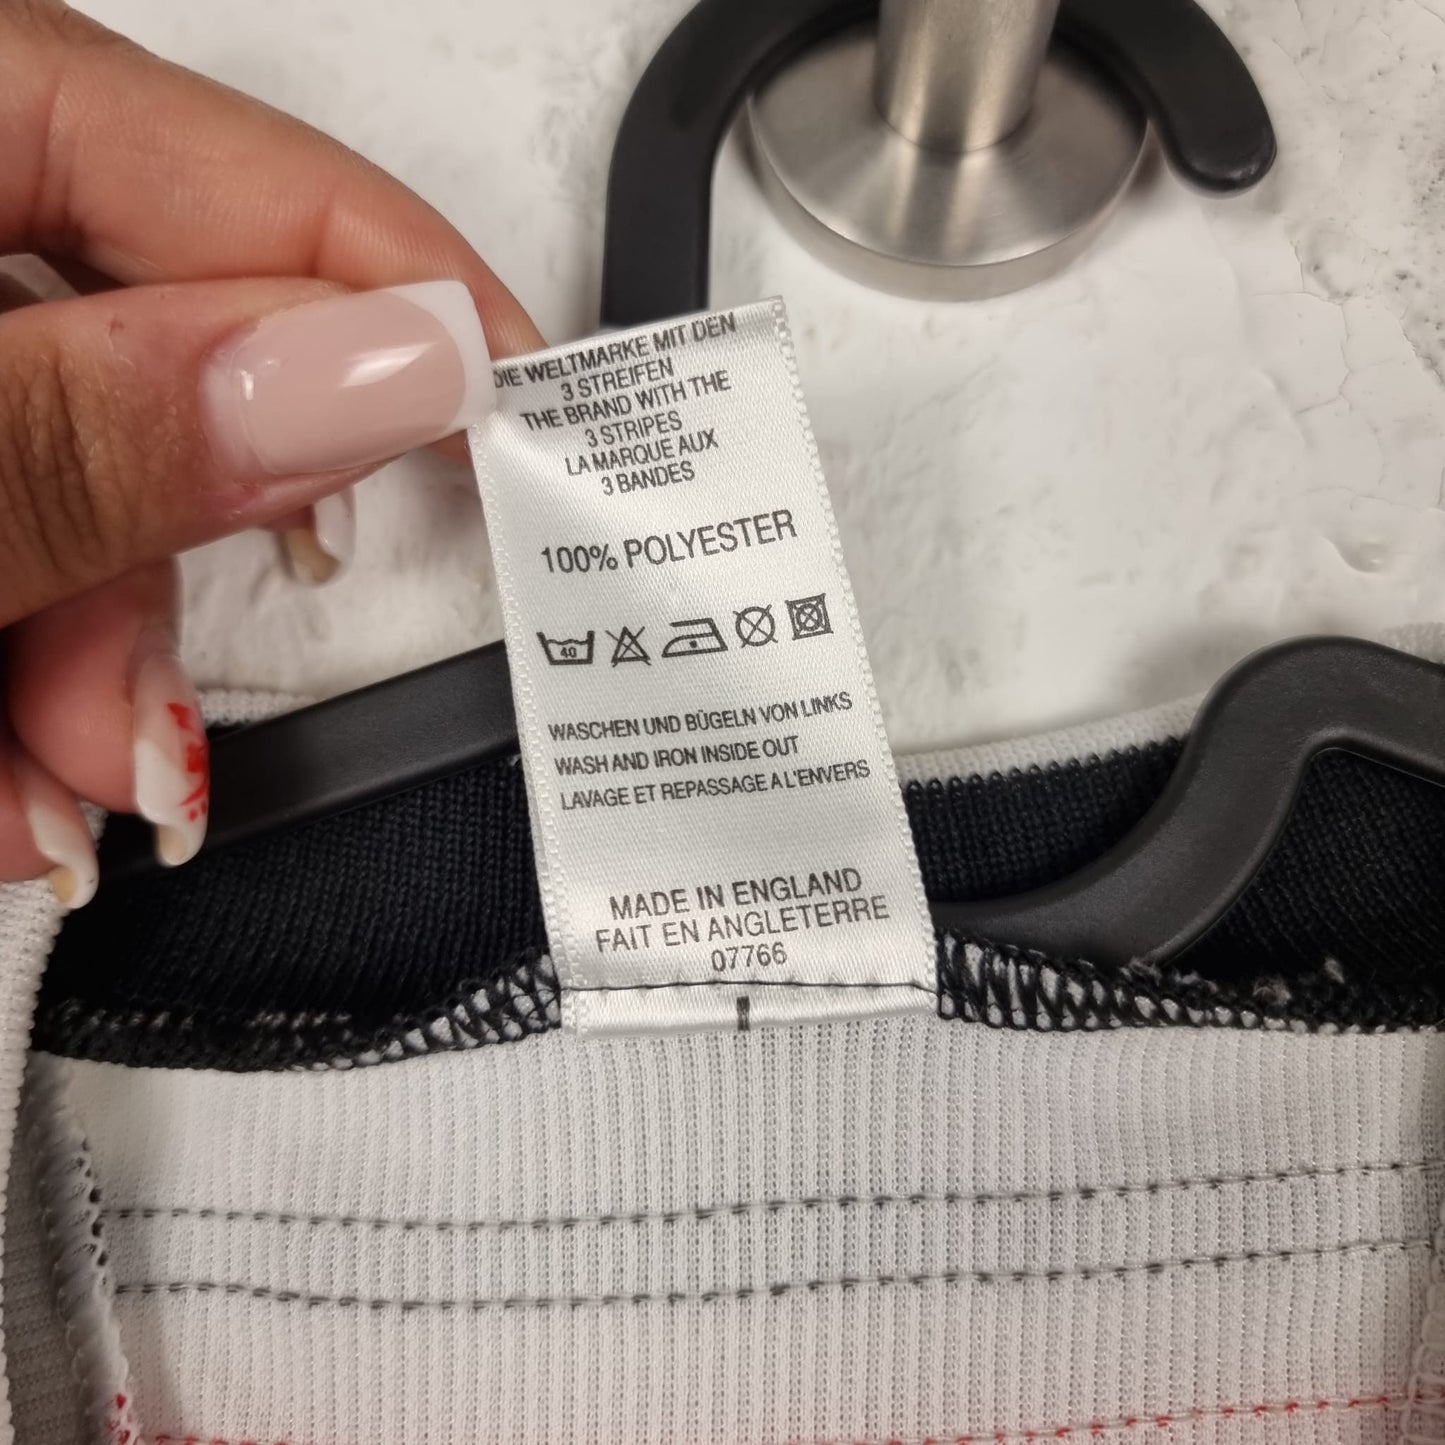 DIE WELTMARKE MIT DEN
3 STREIFEN
THE BRAND WITH THE
3 STRIPES
LA MARQUE AUX
3 BANDES
100% POLYESTER
40
WASCHEN UND BÜGELN VON LINKS
WASH AND IRON INSIDE OUT
LAVAGE ET REPASSAGE A L'ENVERS
MADE IN ENGLAND
FAIT EN ANGLETERRE
07766